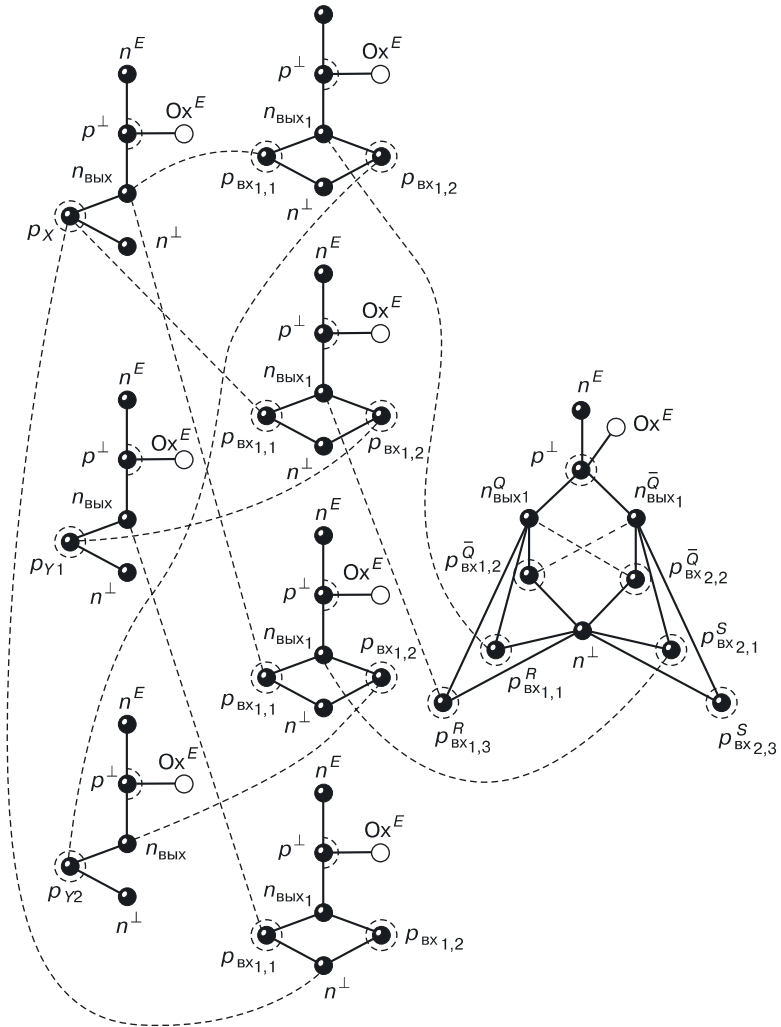 n^E
Ox^E
p^⊥
n_вых
p_X
n^⊥
Ox^E
p^⊥
n_вых₁
p_вх₁,₁
p_вх₁,₂
n^⊥
n^E
Ox^E
p^⊥
n_вых₁
p_вх₁,₁
p_вх₁,₂
n^⊥
n^E
Ox^E
p^⊥
n_вых
p_Y1
n^⊥
n^E
Ox^E
p^⊥
n_вых₁
p_вх₁,₂
p_вх₁,₁
n^⊥
n^E
Ox^E
p^⊥
n_вых
p_Y2
n^⊥
n^E
Ox^E
p^⊥
n_вых₁
p_вх₁,₁
p_вх₁,₂
n^⊥
n^E
Ox^E
p^⊥
n^Q_вых1
n^Q̅_вых1
p^Q̅_вх₁,₂
p^Q̅_вх₂,₂
n^⊥
p^S_вх₂,₁
p^R_вх₁,₁
p^R_вх₁,₃
p^S_вх₂,₃